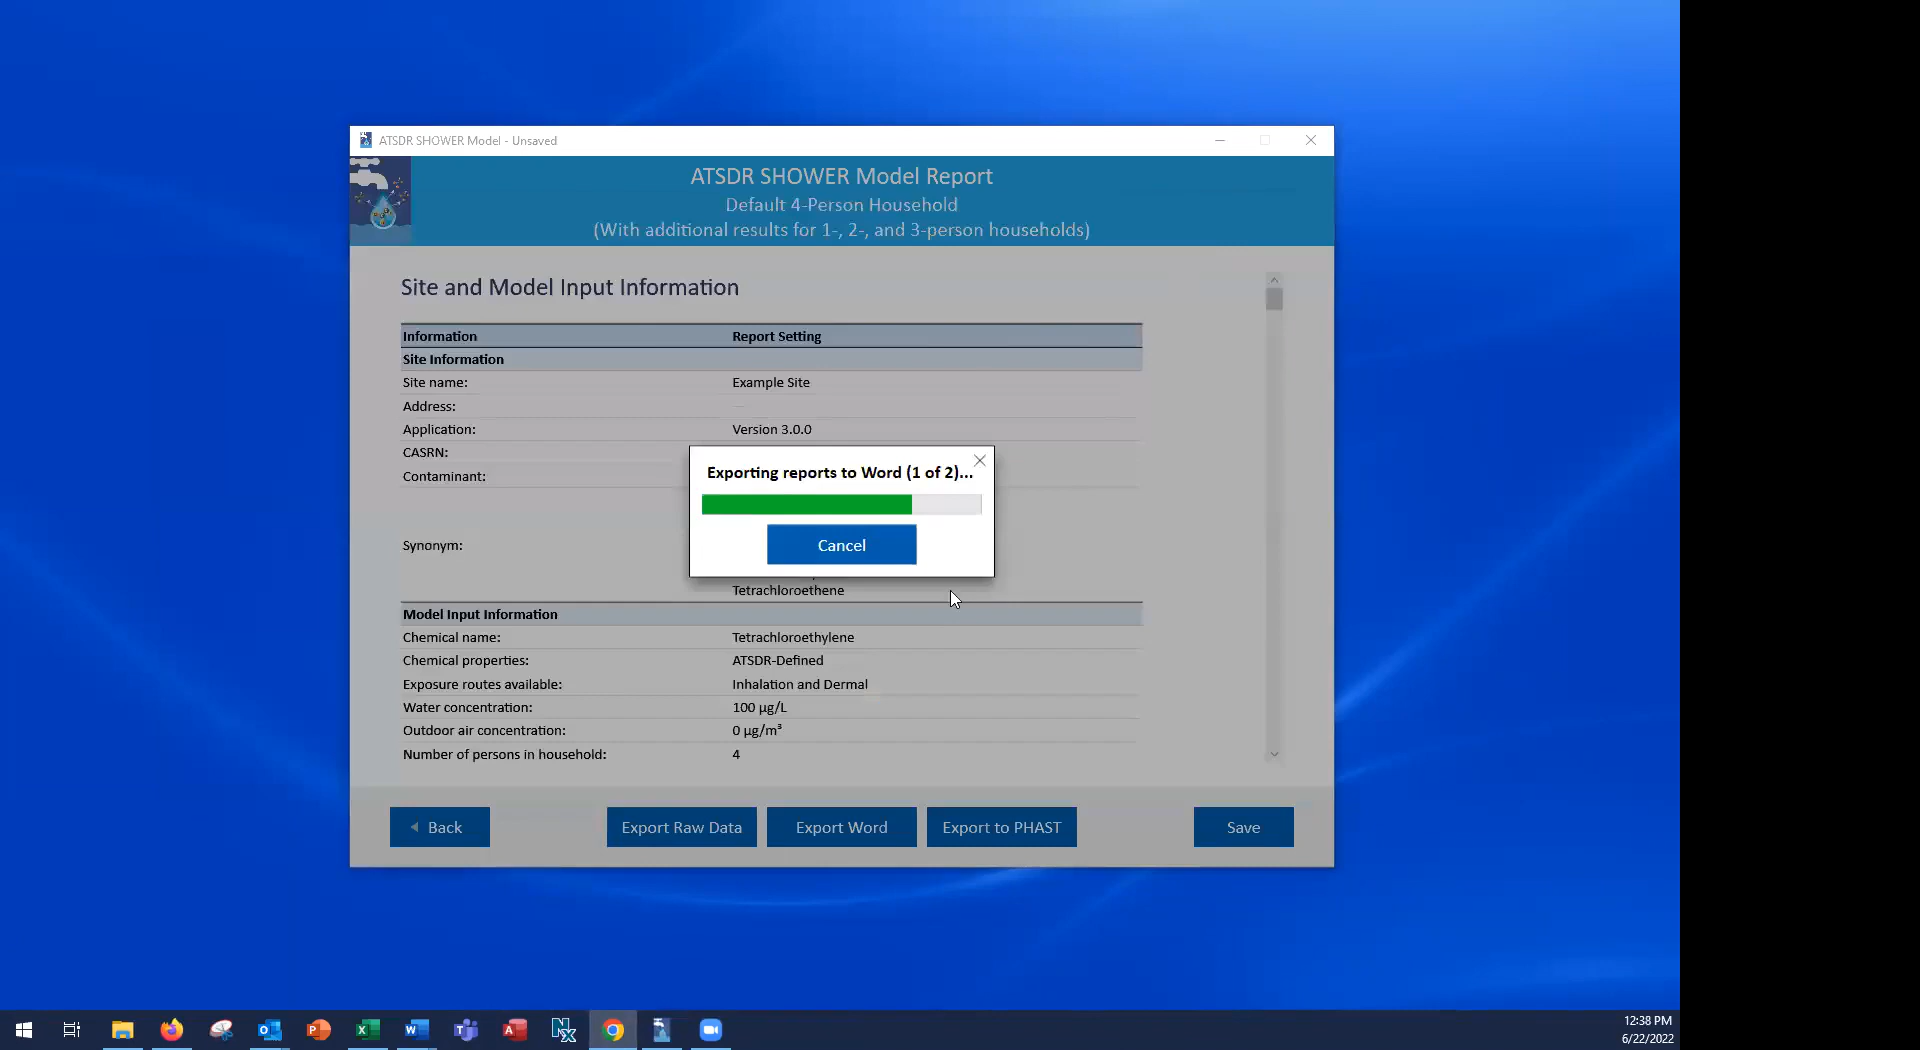 ATSDR SHOWER Model - Unsaved
ATSDR SHOWER Model Report
Default 4-Person Household
(With additional results for 1-, 2-, and 3-person households)
Site and Model Input Information
Information Report Setting
Site Information
Site name: Example Site
Address: —
Application: Version 3.0.0
CASRN:
Contaminant:
Exporting reports to Word (1 of 2)...
Cancel
Synonym:
Tetrachloroethene
Model Input Information
Chemical name: Tetrachloroethylene
Chemical properties: ATSDR-Defined
Exposure routes available: Inhalation and Dermal
Water concentration: 100 µg/L
Outdoor air concentration: 0 µg/m³
Number of persons in household: 4
Back Export Raw Data Export Word Export to PHAST Save
12:38 PM
6/22/2022